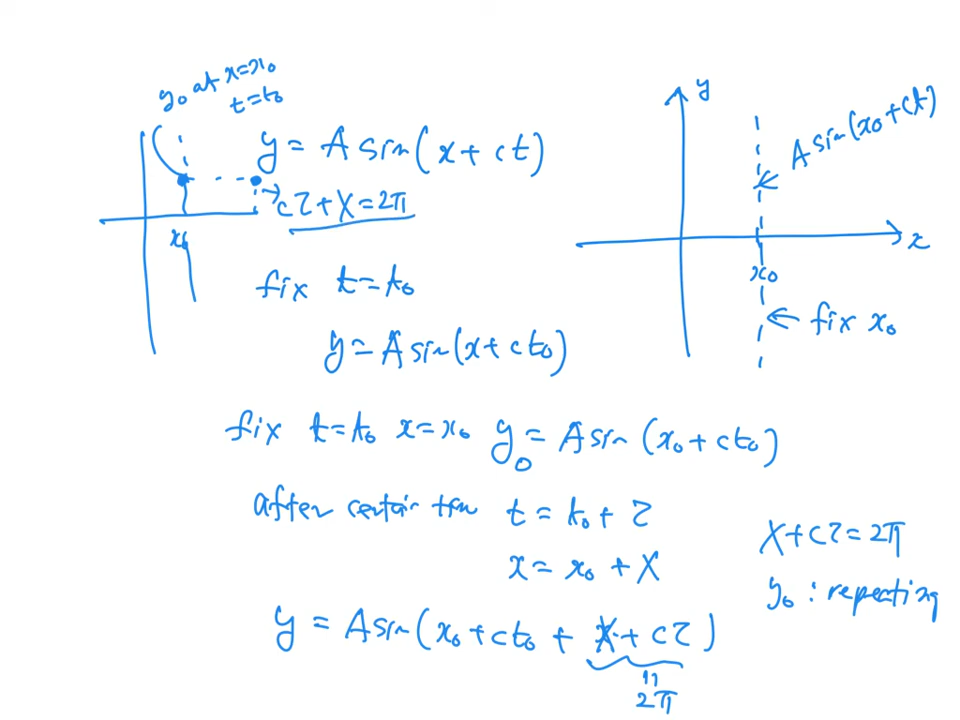 y₀ at x=x₀
t=t₀
y = A sin(x + ct)
cτ+X=2π
x₀
fix t=t₀
y = A sin(x + ct₀)
y
A sin(x₀+ct)
x
x₀
← fix x₀
fix t=t₀ x=x₀ y₀ = A sin(x₀+ct₀)
after certain t = t₀ + τ
x = x₀ + X
y = A sin(x₀+ct₀ + X+cτ)
2π
X+cτ=2π
y₀ : repeating